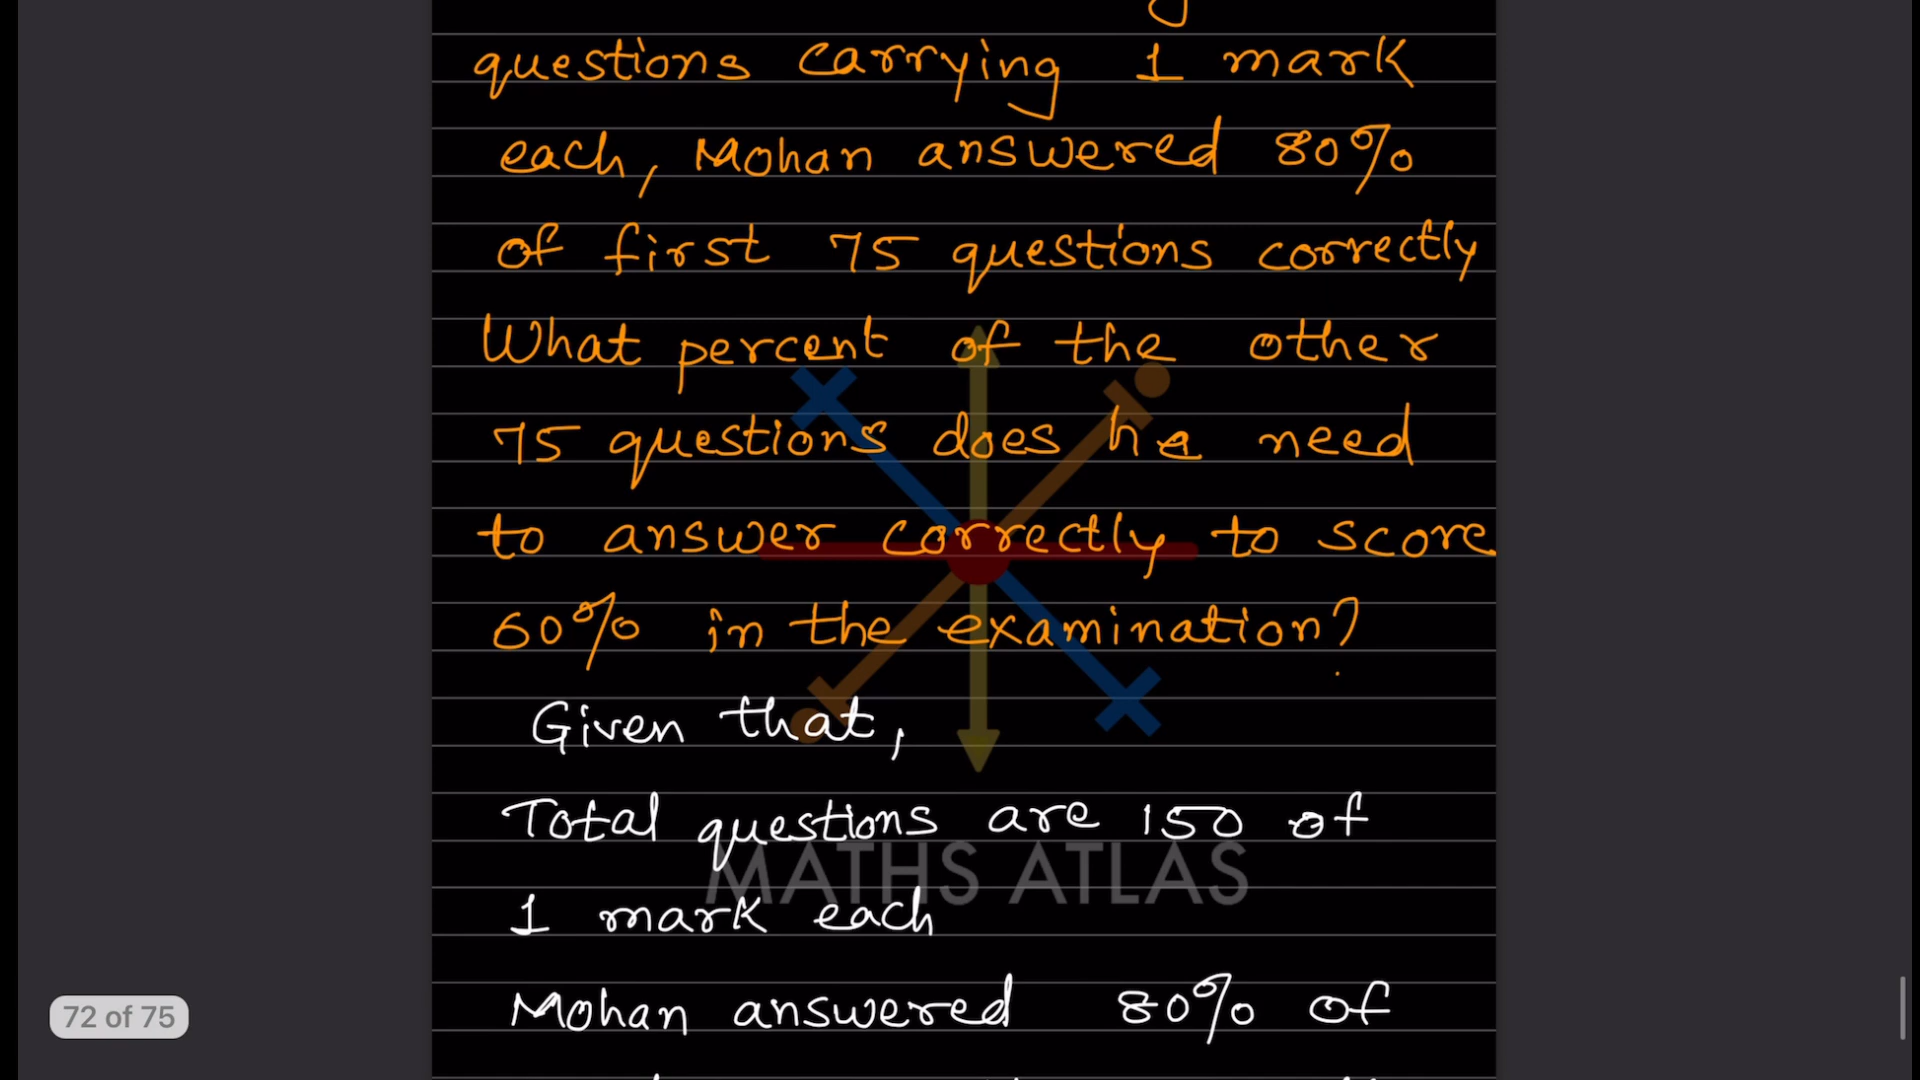 questions carrying 1 mark
each, Mohan answered 80%
of first 75 questions correctly
What percent of the other
75 questions does he need
to answer correctly to score
60% in the examination?
Given that,
Total questions are 150 of
MATHS ATLAS
1 mark each
Mohan answered 80% of
72 of 75